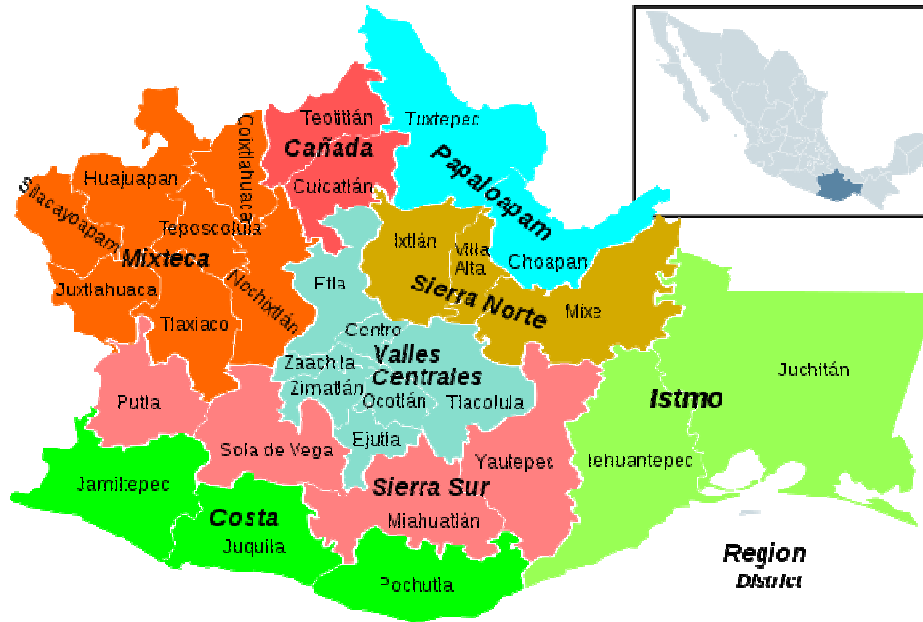 Teotitlán
Cañada
Cuicatlán
Tuxtepec
Papaloapam
Choapan
Coixtlahuaca
Huajuapan
Silacayoapam
Teposcolula
Mixteca
Juxtlahuaca
Nochixtlán
Tlaxiaco
Ixtlán
Villa
Alta
Sierra Norte
Mixe
Etla
Centro
Valles
Centrales
Zaachila
Zimatlán
Ocotlán
Tlacolula
Ejutla
Istmo
Juchitán
Tehuantepec
Putla
Sola de Vega
Yautepec
Sierra Sur
Miahuatlán
Jamiltepec
Costa
Juquila
Pochutla
Region
District